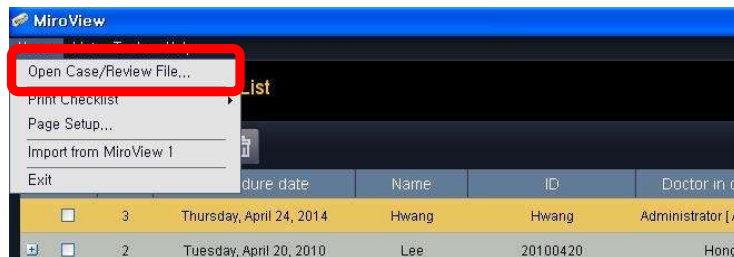 MiroView
Open Case/Review File...
List
Print Checklist
Page Setup...
Import from MiroView 1
Exit
dure date Name ID Doctor in
3 Thursday, April 24, 2014 Hwang Hwang Administrator [
2 Tuesday, April 20, 2010 Lee 20100420 Hong